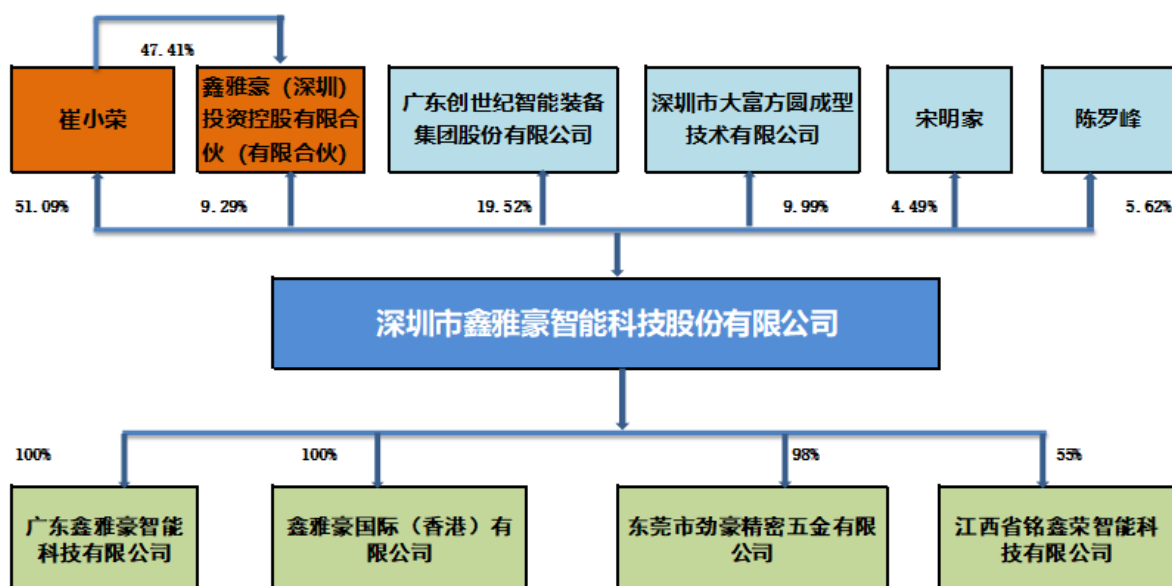 47.41%
崔小荣
鑫雅豪（深圳）
投资控股有限合
伙（有限合伙）
广东创世纪智能装备
集团股份有限公司
深圳市大富方圆成型
技术有限公司
宋明家
陈罗峰
51.09%
9.29%
19.52%
9.99%
4.49%
5.62%
深圳市鑫雅豪智能科技股份有限公司
100%
100%
98%
55%
广东鑫雅豪智能
科技有限公司
鑫雅豪国际（香港）有
限公司
东莞市劲豪精密五金有限
公司
江西省铭鑫荣智能科
技有限公司